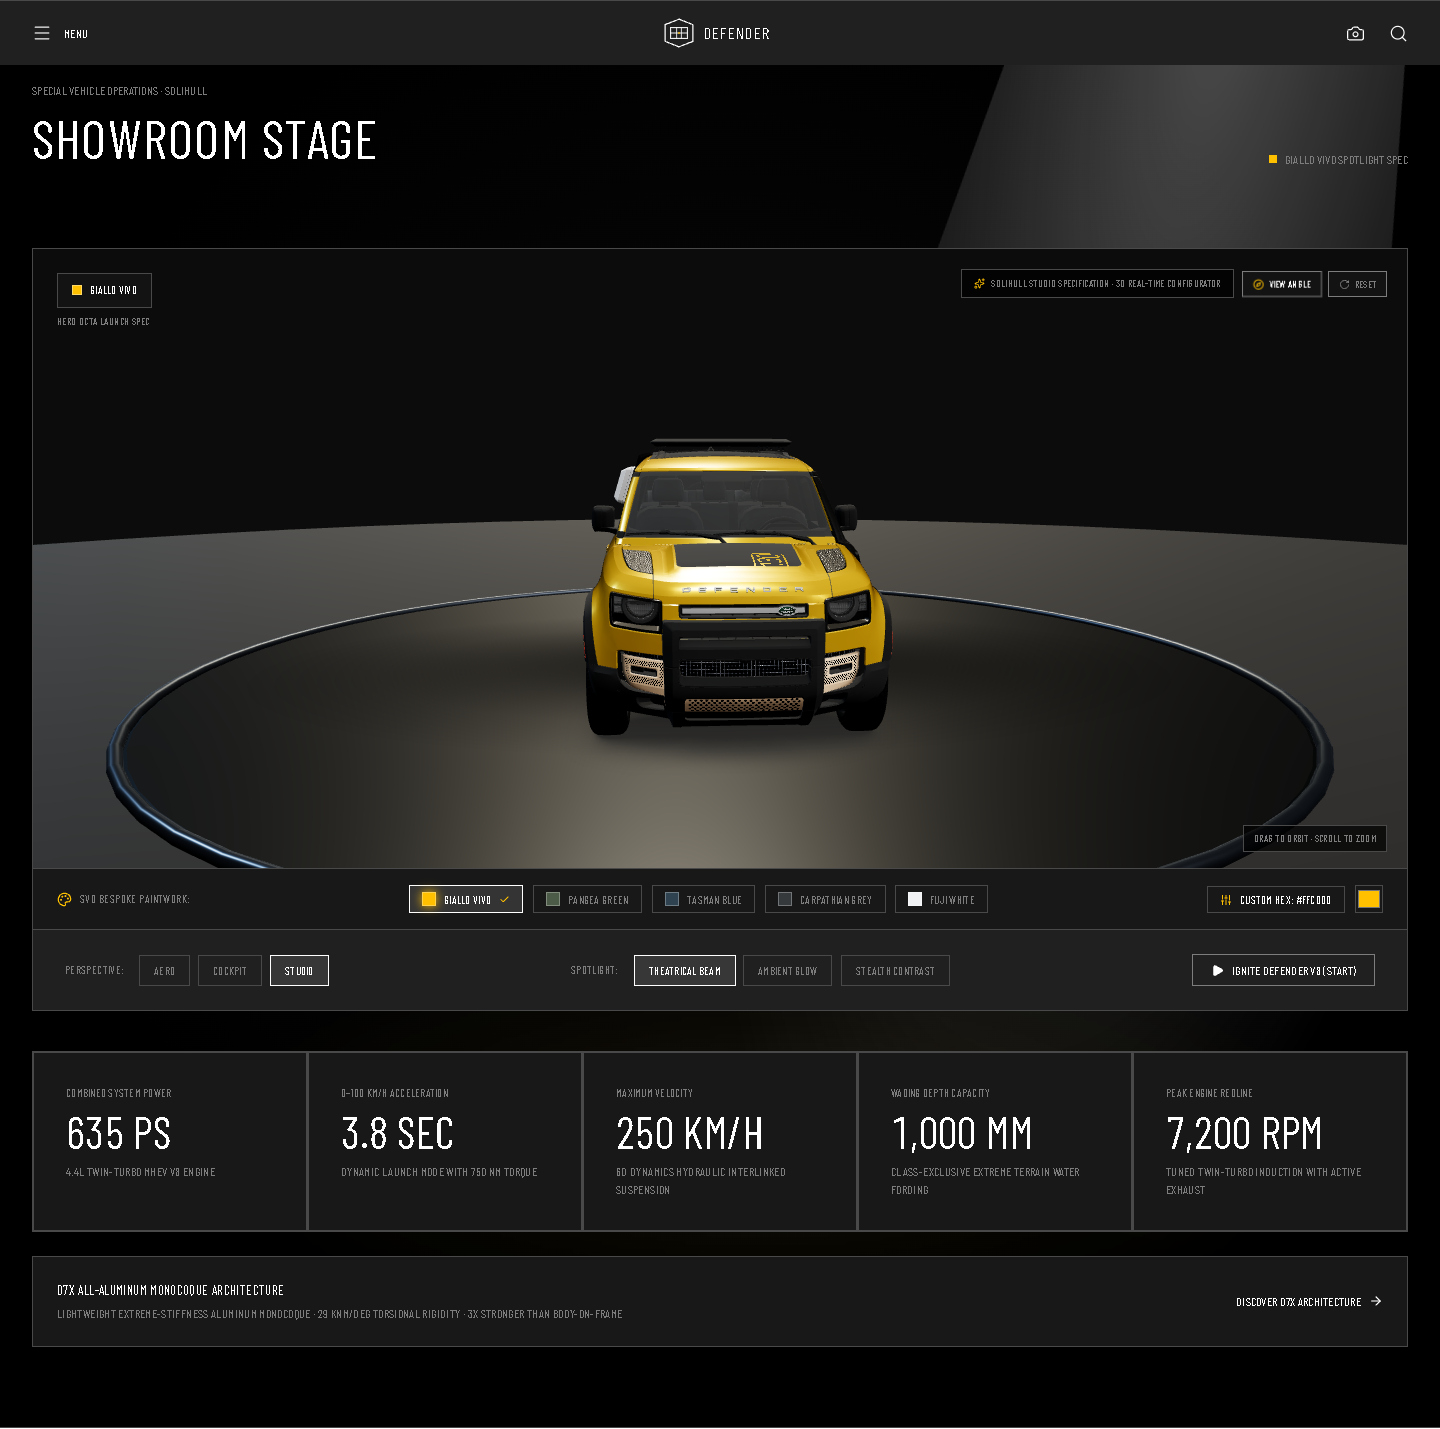 MENU
DEFENDER
SPECIAL VEHICLE OPERATIONS · SOLIHULL
SHOWROOM STAGE
GIALLO VIVO SPOTLIGHT SPEC
GIALLO VIVO
HERO OCTA LAUNCH SPEC
SOLIHULL STUDIO SPECIFICATION · 3D REAL-TIME CONFIGURATOR
VIEW ANGLE
RESET
DEFENDER
DRAG TO ORBIT · SCROLL TO ZOOM
SVO BESPOKE PAINTWORK:
GIALLO VIVO
PANGEA GREEN
TASMAN BLUE
CARPATHIAN GREY
FUJI WHITE
CUSTOM HEX: #FFC000
PERSPECTIVE:
AERO
COCKPIT
STUDIO
SPOTLIGHT:
THEATRICAL BEAM
AMBIENT GLOW
STEALTH CONTRAST
IGNITE DEFENDER V8 (START)
COMBINED SYSTEM POWER
635 PS
4.4L TWIN-TURBO MHEV V8 ENGINE
0–100 KM/H ACCELERATION
3.8 SEC
DYNAMIC LAUNCH MODE WITH 750 NM TORQUE
MAXIMUM VELOCITY
250 KM/H
6D DYNAMICS HYDRAULIC INTERLINKED
SUSPENSION
WADING DEPTH CAPACITY
1,000 MM
CLASS-EXCLUSIVE EXTREME TERRAIN WATER
FORDING
PEAK ENGINE REDLINE
7,200 RPM
TUNED TWIN-TURBO INDUCTION WITH ACTIVE
EXHAUST
D7X ALL-ALUMINUM MONOCOQUE ARCHITECTURE
LIGHTWEIGHT EXTREME-STIFFNESS ALUMINUM MONOCOQUE · 29 KNM/DEG TORSIONAL RIGIDITY · 3X STRONGER THAN BODY-ON-FRAME
DISCOVER D7X ARCHITECTURE